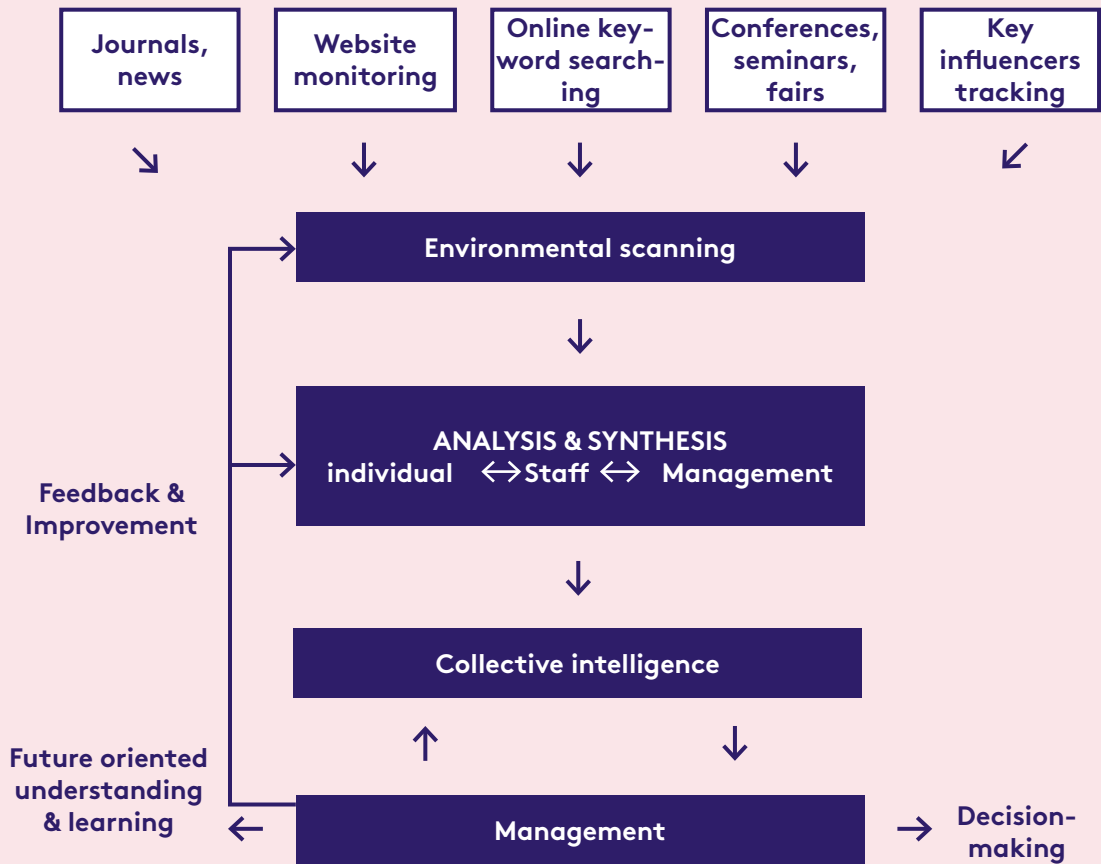 Journals,
news
Website
monitoring
Online key-
word search-
ing
Conferences,
seminars,
fairs
Key
influencers
tracking
Environmental scanning
ANALYSIS & SYNTHESIS
individual ↔ Staff ↔ Management
Feedback &
Improvement
Collective intelligence
Future oriented
understanding
& learning
Management
Decision-
making